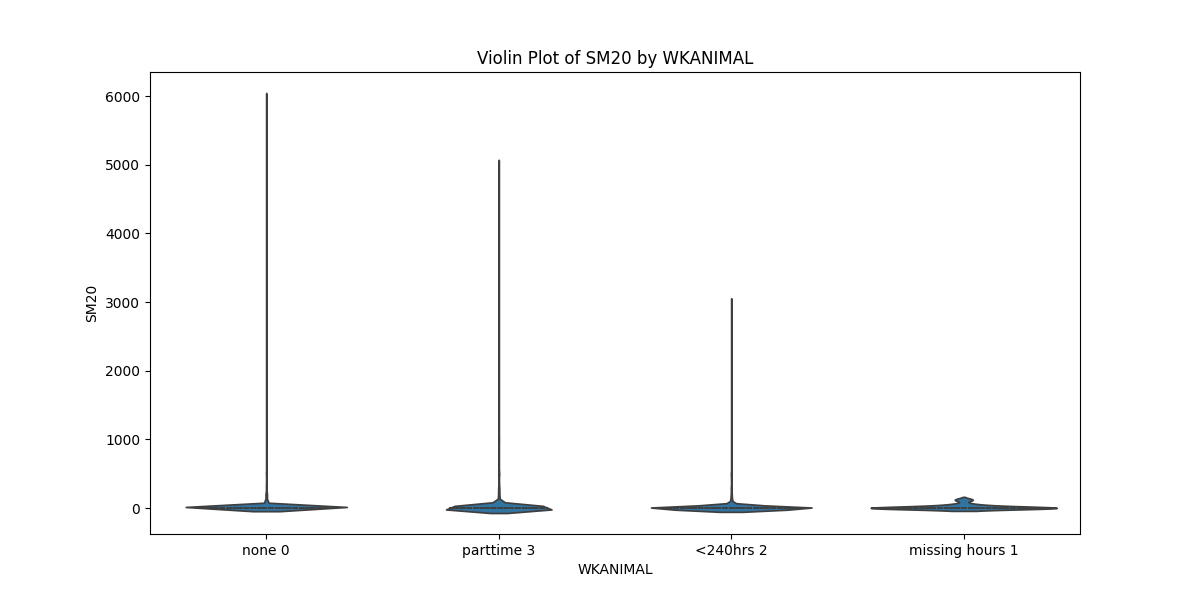 Violin Plot of SM20 by WKANIMAL
6000
5000
4000
3000
2000
1000
0
SM20
none 0
parttime 3
<240hrs 2
missing hours 1
WKANIMAL